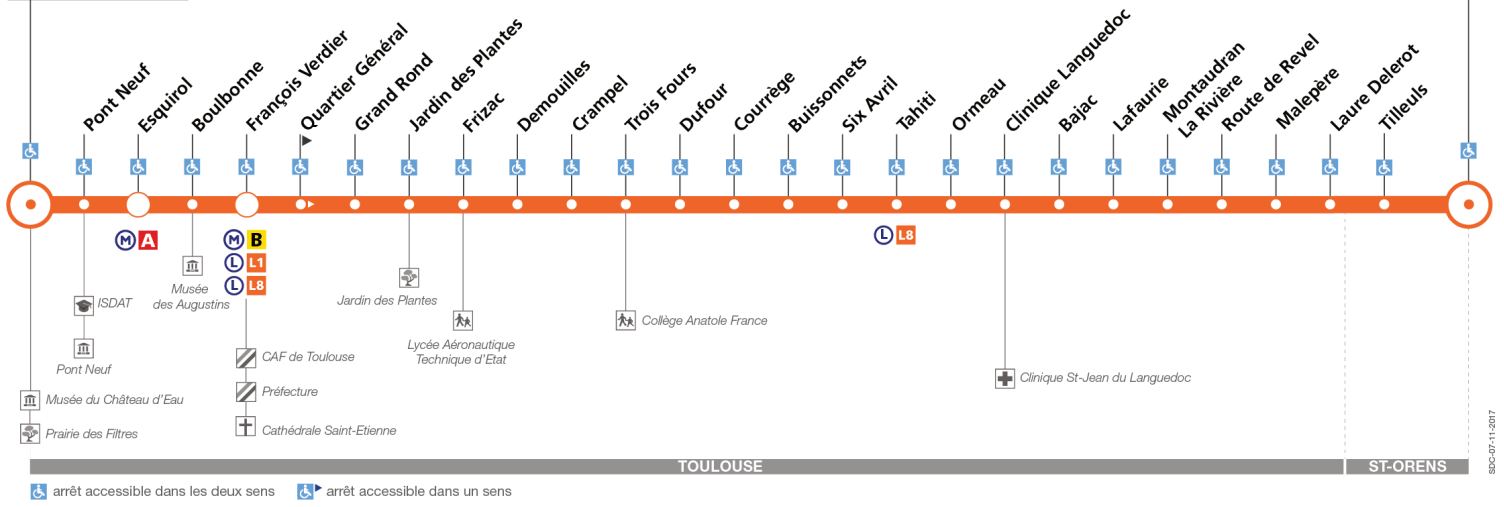 Pont Neuf
Esquirol
Boulbonne
François Verdier
Quartier Général
Grand Rond
Jardin des Plantes
Frizac
Demouilles
Crampel
Trois Fours
Dufour
Courrège
Buissonnets
Six Avril
Tahiti
Ormeau
Clinique Languedoc
Bajac
Lafaurie
Montaudran
La Rivière
Route de Revel
Malepère
Laure Delerot
Tilleuls
M A
M B
L L1
L L8
L L8
Musée
des Augustins
ISDAT
Pont Neuf
Musée du Château d'Eau
Prairie des Filtres
CAF de Toulouse
Préfecture
Cathédrale Saint-Etienne
Jardin des Plantes
Lycée Aéronautique
Technique d'Etat
Collège Anatole France
Clinique St-Jean du Languedoc
TOULOUSE
ST-ORENS
arrêt accessible dans les deux sens
arrêt accessible dans un sens
SDC-07-11-2017